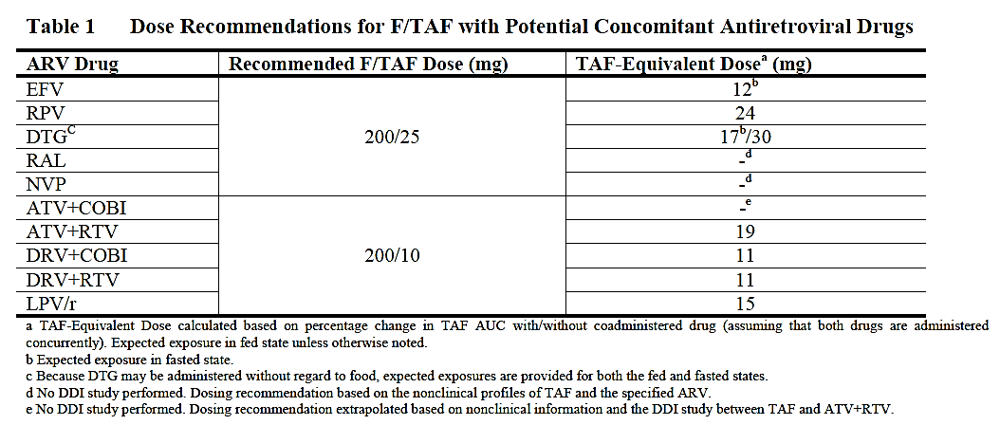 Table 1 Dose Recommendations for F/TAF with Potential Concomitant Antiretroviral Drugs
ARV Drug Recommended F/TAF Dose (mg) TAF-Equivalent Doseᵃ (mg)
EFV 12ᵇ
RPV 24
DTGᶜ 200/25 17ᵇ/30
RAL -ᵈ
NVP -ᵈ
ATV+COBI -ᵉ
ATV+RTV 19
DRV+COBI 200/10 11
DRV+RTV 11
LPV/r 15
a TAF-Equivalent Dose calculated based on percentage change in TAF AUC with/without coadministered drug (assuming that both drugs are administered
concurrently). Expected exposure in fed state unless otherwise noted.
b Expected exposure in fasted state.
c Because DTG may be administered without regard to food, expected exposures are provided for both the fed and fasted states.
d No DDI study performed. Dosing recommendation based on the nonclinical profiles of TAF and the specified ARV.
e No DDI study performed. Dosing recommendation extrapolated based on nonclinical information and the DDI study between TAF and ATV+RTV.